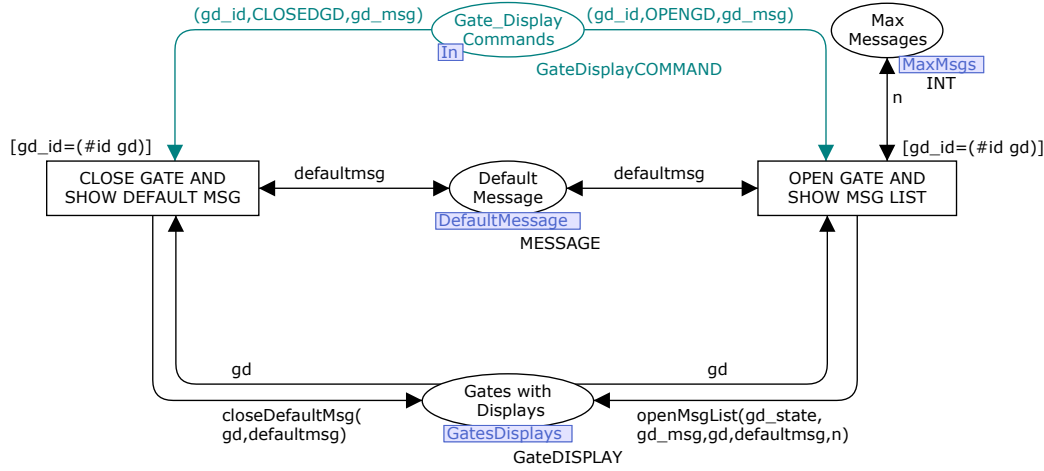 (gd_id,CLOSEDGD,gd_msg)
Gate_Display
Commands
In
(gd_id,OPENGD,gd_msg)
GateDisplayCOMMAND
Max
Messages
MaxMsgs
INT
n
[gd_id=(#id gd)]
CLOSE GATE AND
SHOW DEFAULT MSG
defaultmsg
Default
Message
DefaultMessage
MESSAGE
defaultmsg
[gd_id=(#id gd)]
OPEN GATE AND
SHOW MSG LIST
gd
gd
Gates with
Displays
GatesDisplays
GateDISPLAY
closeDefaultMsg(
gd,defaultmsg)
openMsgList(gd_state,
gd_msg,gd,defaultmsg,n)